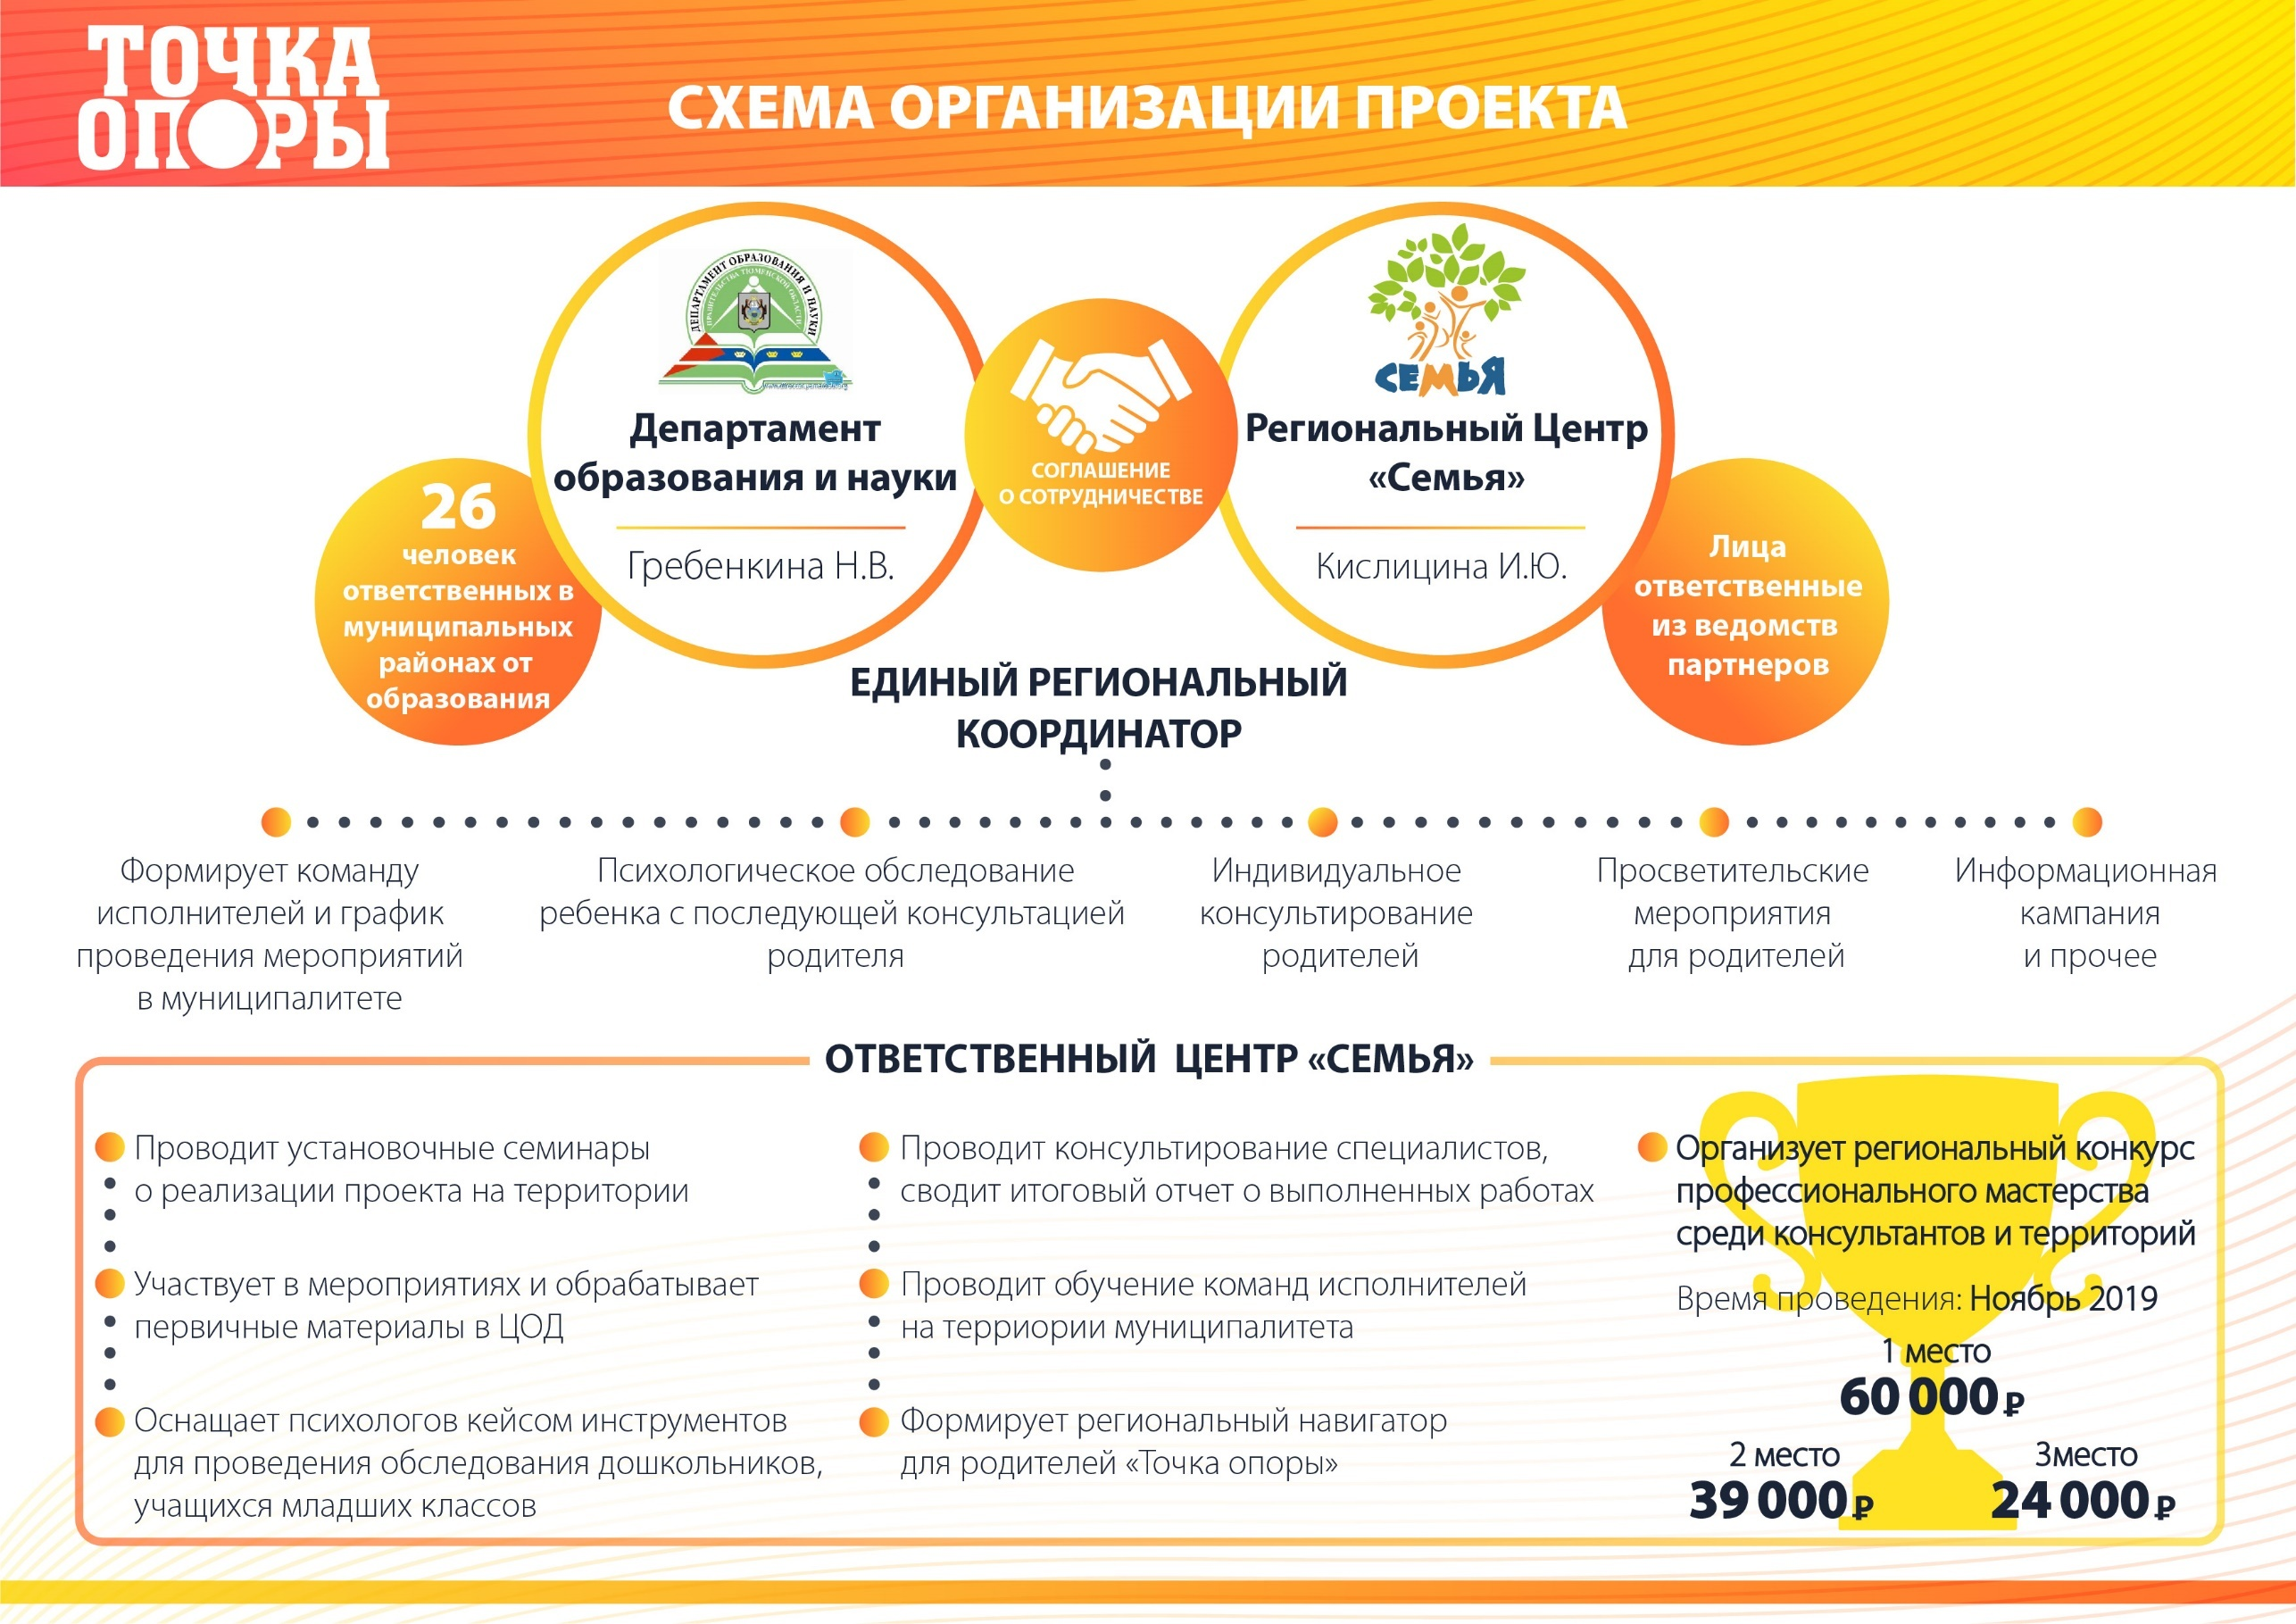 ТОЧКА
ОПОРЫ
СХЕМА ОРГАНИЗАЦИИ ПРОЕКТА
ДЕПАРТАМЕНТ ОБРАЗОВАНИЯ И НАУКИ
ПРАВИТЕЛЬСТВА ТЮМЕНСКОЙ ОБЛАСТИ
Департамент
образования и науки
Гребенкина Н.В.
СОГЛАШЕНИЕ
О СОТРУДНИЧЕСТВЕ
СЕМЬЯ
Региональный Центр
«Семья»
Кислицина И.Ю.
26
человек
ответственных в
муниципальных
районах от
образования
Лица
ответственные
из ведомств
партнеров
ЕДИНЫЙ РЕГИОНАЛЬНЫЙ
КООРДИНАТОР
Формирует команду
исполнителей и график
проведения мероприятий
в муниципалитете
Психологическое обследование
ребенка с последующей консультацией
родителя
Индивидуальное
консультирование
родителей
Просветительские
мероприятия
для родителей
Информационная
кампания
и прочее
ОТВЕТСТВЕННЫЙ ЦЕНТР «СЕМЬЯ»
Проводит установочные семинары
о реализации проекта на территории
Участвует в мероприятиях и обрабатывает
первичные материалы в ЦОД
Оснащает психологов кейсом инструментов
для проведения обследования дошкольников,
учащихся младших классов
Проводит консультирование специалистов,
сводит итоговый отчет о выполненных работах
Проводит обучение команд исполнителей
на терриории муниципалитета
Формирует региональный навигатор
для родителей «Точка опоры»
Организует региональный конкурс
профессионального мастерства
среди консультантов и территорий
Время проведения: Ноябрь 2019
1 место
60 000 ₽
2 место
39 000 ₽
3место
24 000 ₽